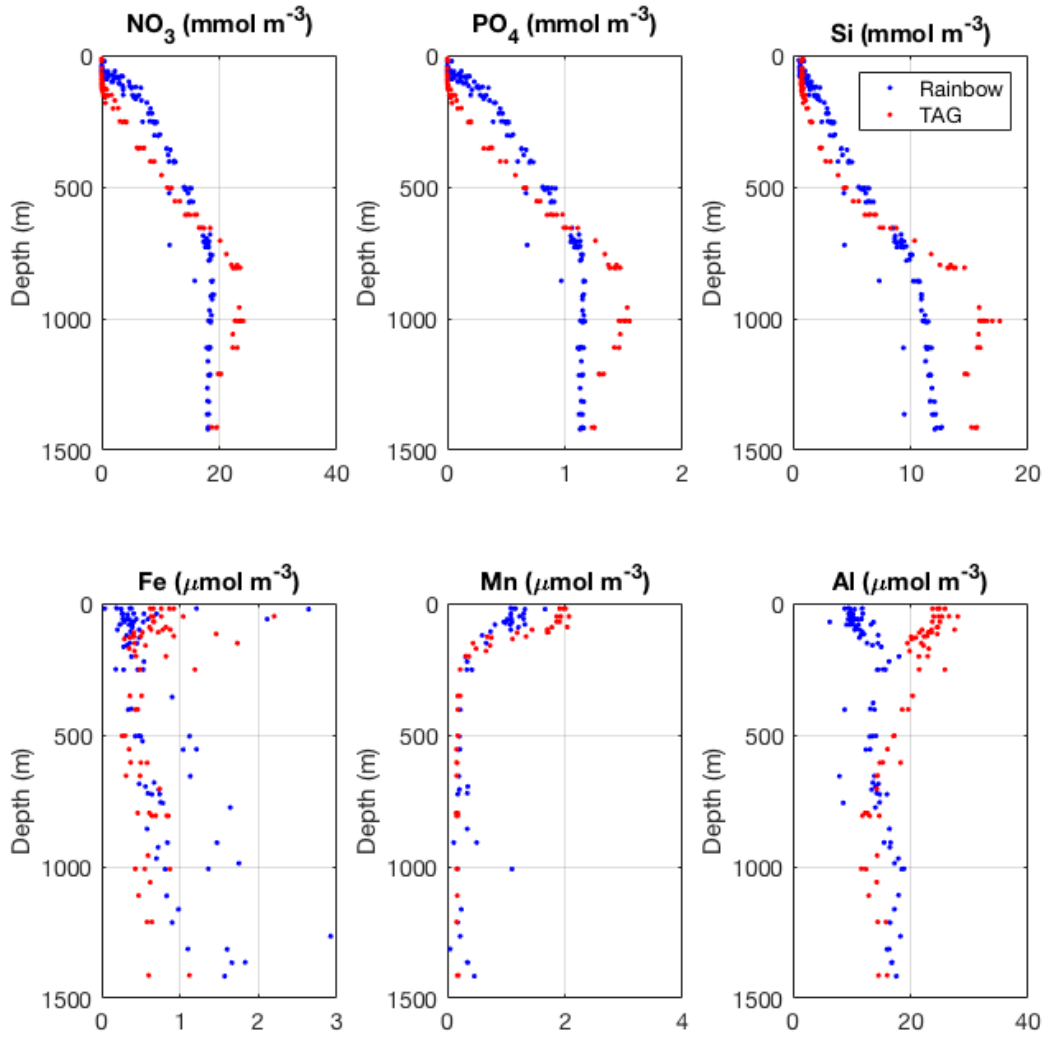 NO3 (mmol m-3)
PO4 (mmol m-3)
Si (mmol m-3)
Rainbow
TAG
0
500
1000
1500
Depth (m)
0 20 40
0
500
1000
1500
Depth (m)
0 1 2
0
500
1000
1500
Depth (m)
0 10 20
Fe (μmol m-3)
Mn (μmol m-3)
Al (μmol m-3)
0
500
1000
1500
Depth (m)
0 1 2 3
0
500
1000
1500
Depth (m)
0 2 4
0
500
1000
1500
Depth (m)
0 20 40